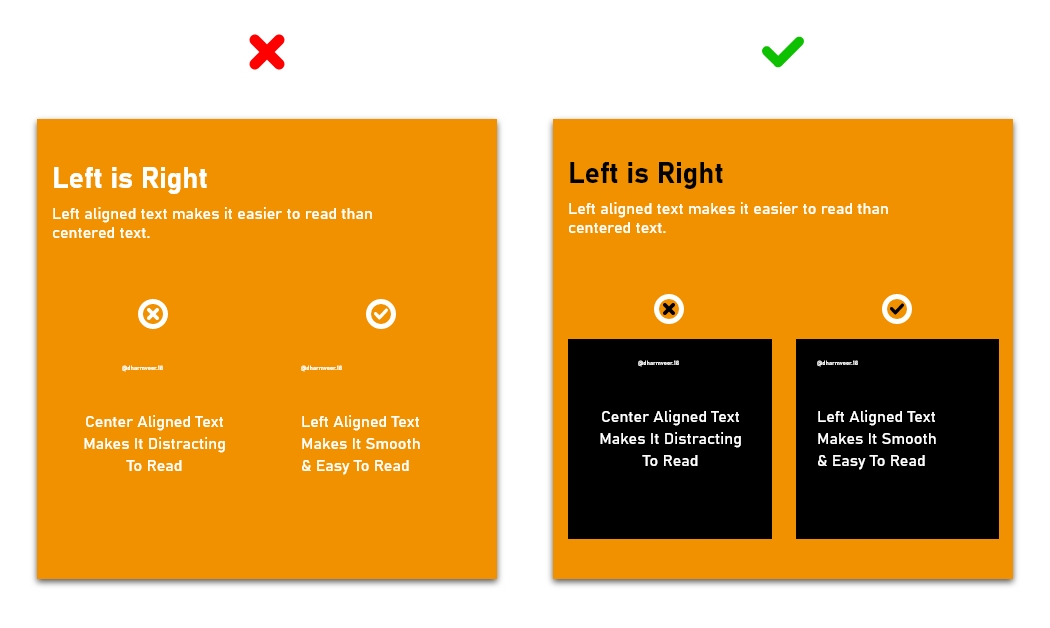 Left is Right
Left aligned text makes it easier to read than
centered text.
@dharmveer.18
Center Aligned Text
Makes It Distracting
To Read
@dharmveer.18
Left Aligned Text
Makes It Smooth
& Easy To Read
Left is Right
Left aligned text makes it easier to read than
centered text.
@dharmveer.18
Center Aligned Text
Makes It Distracting
To Read
@dharmveer.18
Left Aligned Text
Makes It Smooth
& Easy To Read